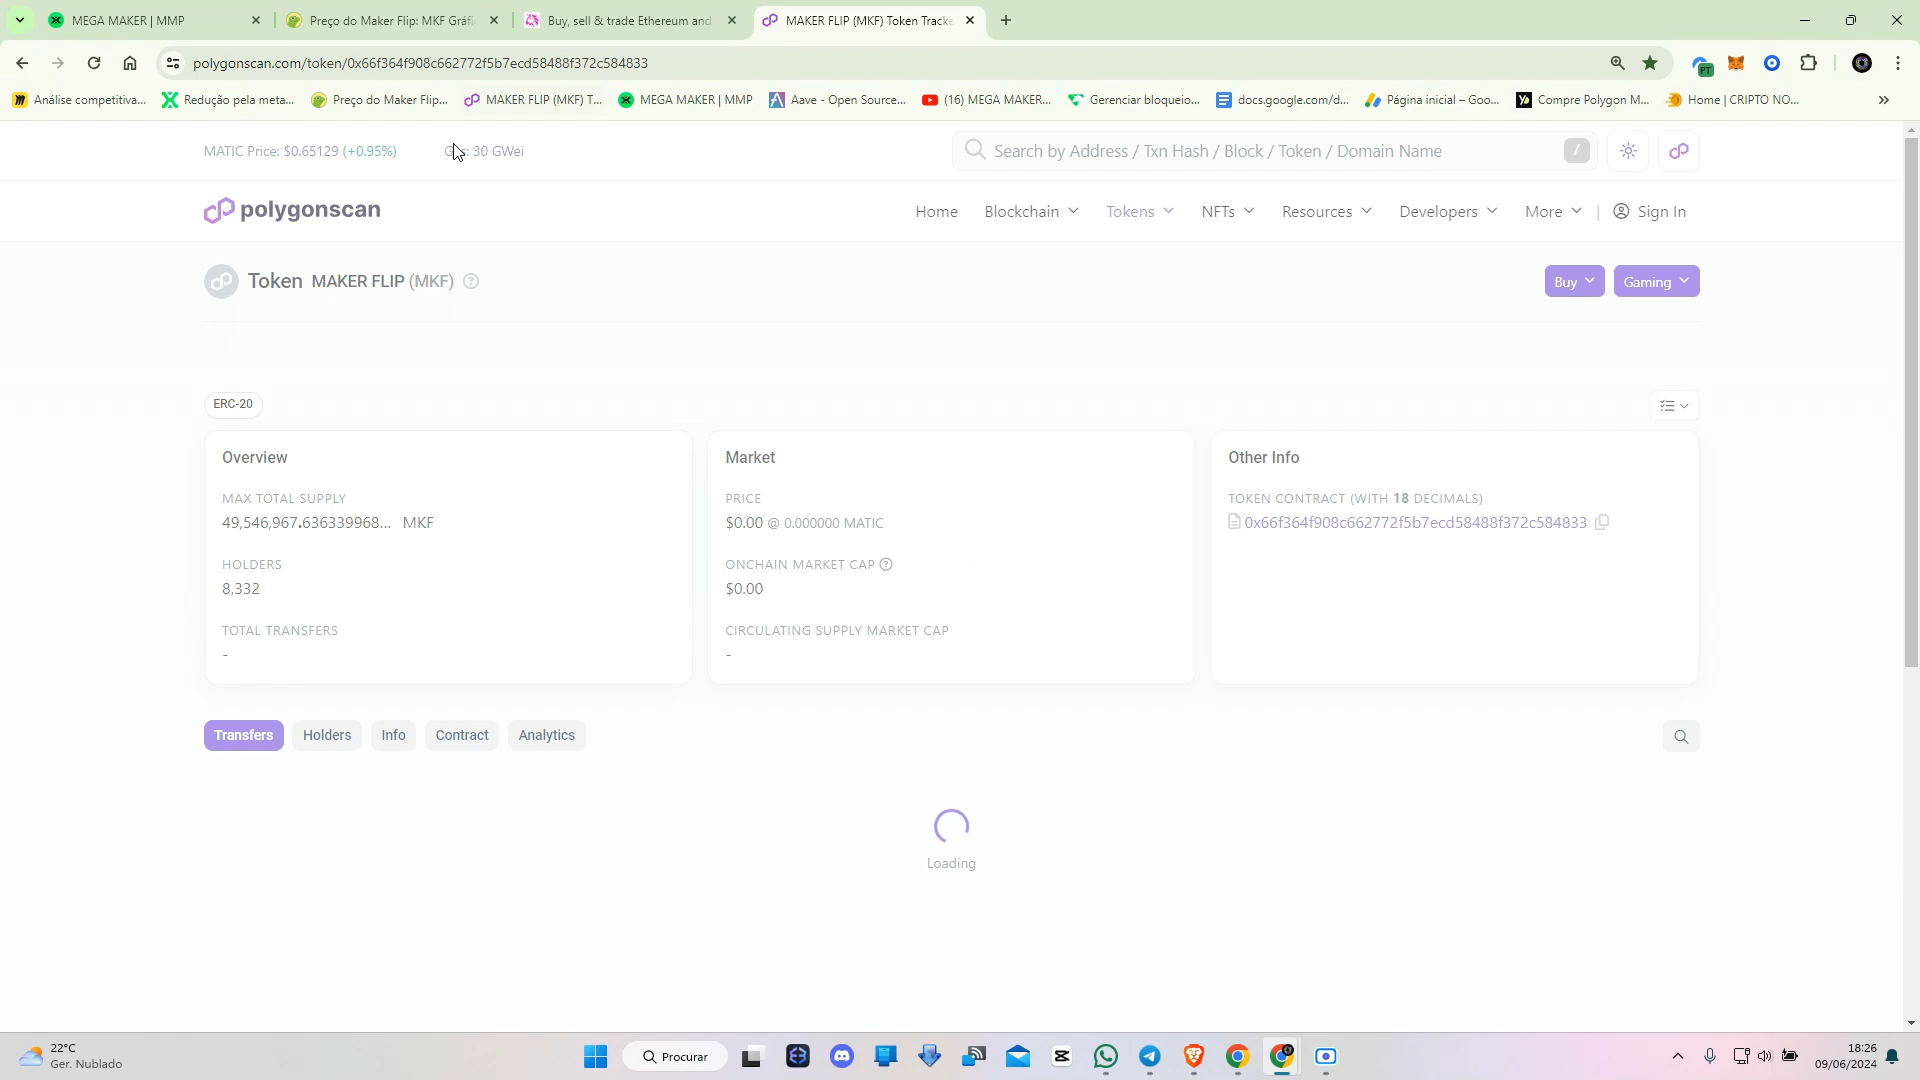 MEGA MAKER | MMP
Preço do Maker Flip: MKF Gráfi
Buy, sell & trade Ethereum and
MAKER FLIP (MKF) Token Tracke
polygonscan.com/token/0x66f364f908c662772f5b7ecd58488f372c584833
PT
Análise competitiva...
Redução pela meta...
Preço do Maker Flip...
MAKER FLIP (MKF) T...
MEGA MAKER | MMP
Aave - Open Source...
(16) MEGA MAKER...
Gerenciar bloqueio...
docs.google.com/d...
Página inicial – Goo...
Compre Polygon M...
Home | CRIPTO NO...
MATIC Price: $0.65129 (+0.95%)
30 GWei
Search by Address / Txn Hash / Block / Token / Domain Name
/
polygonscan
Home
Blockchain
Tokens
NFTs
Resources
Developers
More
Sign In
Token MAKER FLIP (MKF)
Buy
Gaming
ERC-20
Overview
MAX TOTAL SUPPLY
49,546,967.636339968... MKF
HOLDERS
8,332
TOTAL TRANSFERS
-
Market
PRICE
$0.00 @ 0.000000 MATIC
ONCHAIN MARKET CAP
$0.00
CIRCULATING SUPPLY MARKET CAP
-
Other Info
TOKEN CONTRACT (WITH 18 DECIMALS)
0x66f364f908c662772f5b7ecd58488f372c584833
Transfers
Holders
Info
Contract
Analytics
Loading
22°C
Ger. Nublado
Procurar
18:26
09/06/2024